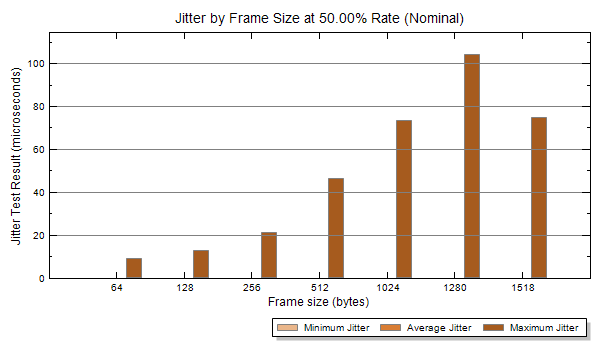 Jitter by Frame Size at 50.00% Rate (Nominal)
Jitter Test Result (microseconds)
100
80
60
40
20
0
64 128 256 512 1024 1280 1518
Frame size (bytes)
Minimum Jitter Average Jitter Maximum Jitter